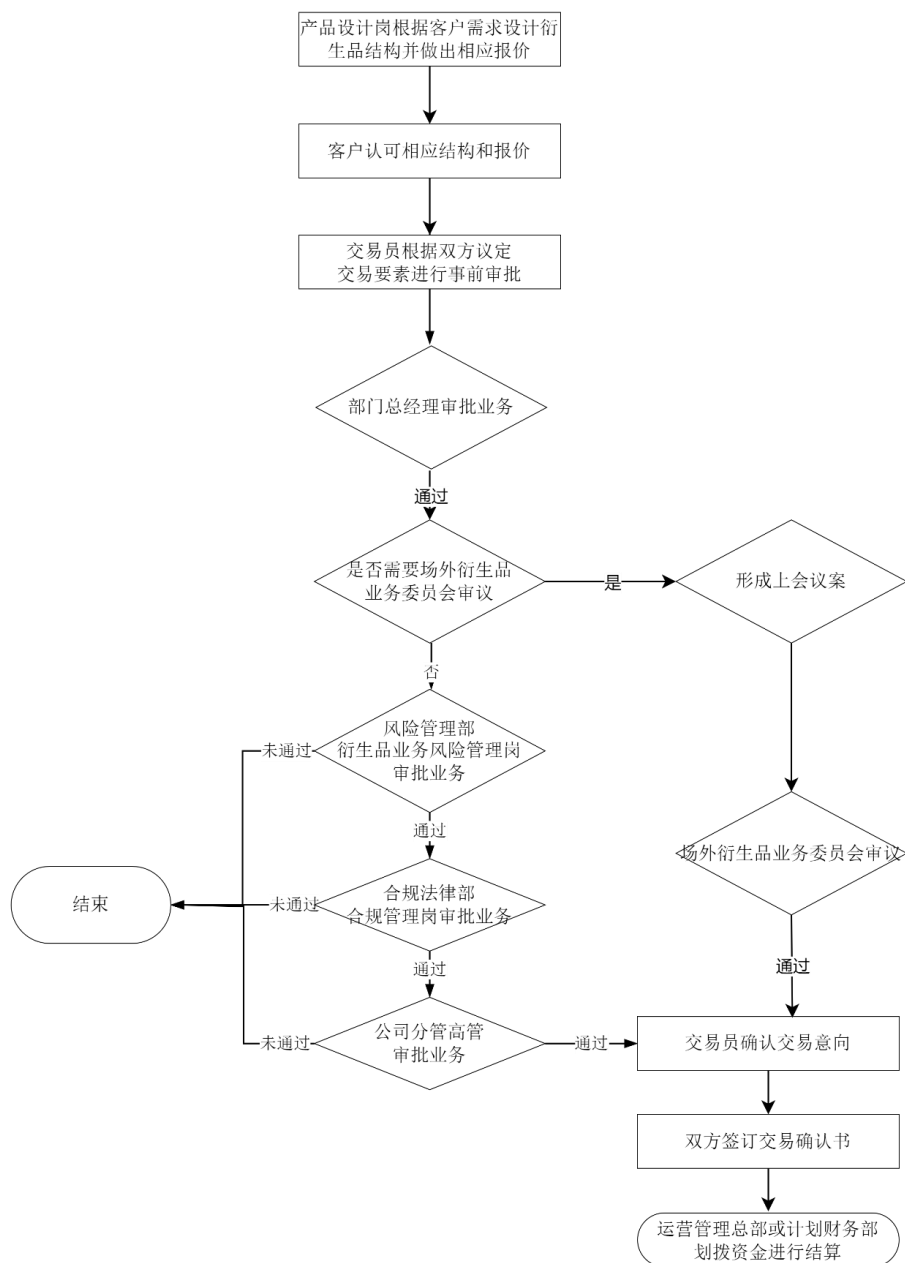 产品设计岗根据客户需求设计衍
生品结构并做出相应报价
客户认可相应结构和报价
交易员根据双方议定
交易要素进行事前审批
部门总经理审批业务
通过
是否需要场外衍生品
业务委员会审议
是
形成上会议案
否
风险管理部
衍生品业务风险管理岗
审批业务
未通过
通过
场外衍生品业务委员会审议
结束
未通过
合规法律部
合规管理岗审批业务
通过
通过
未通过
公司分管高管
审批业务
通过
交易员确认交易意向
双方签订交易确认书
运营管理总部或计划财务部
划拨资金进行结算